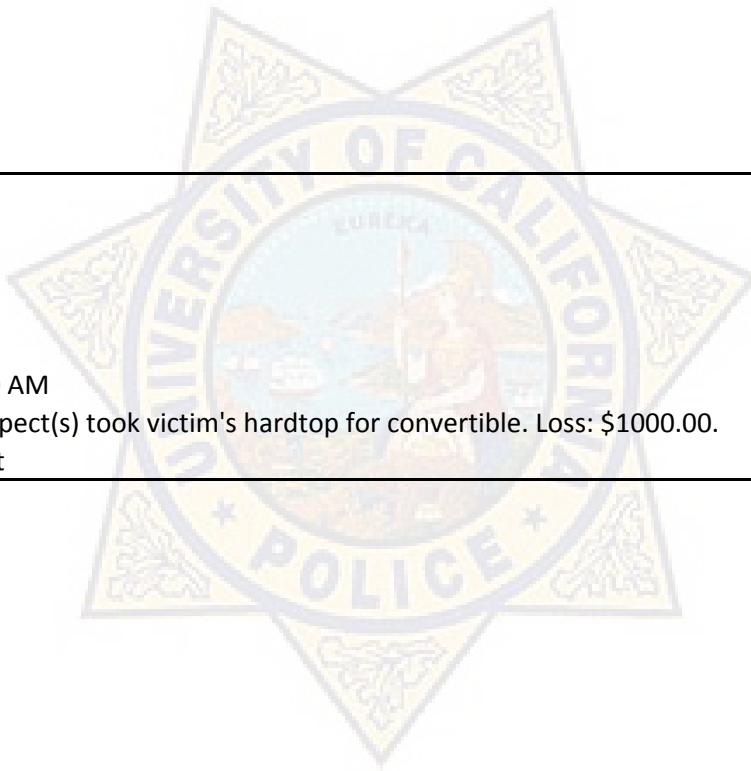 UNIVERSITY OF CALIFORNIA
EUREKA
AM
pect(s) took victim's hardtop for convertible. Loss: $1000.00.
t
POLICE